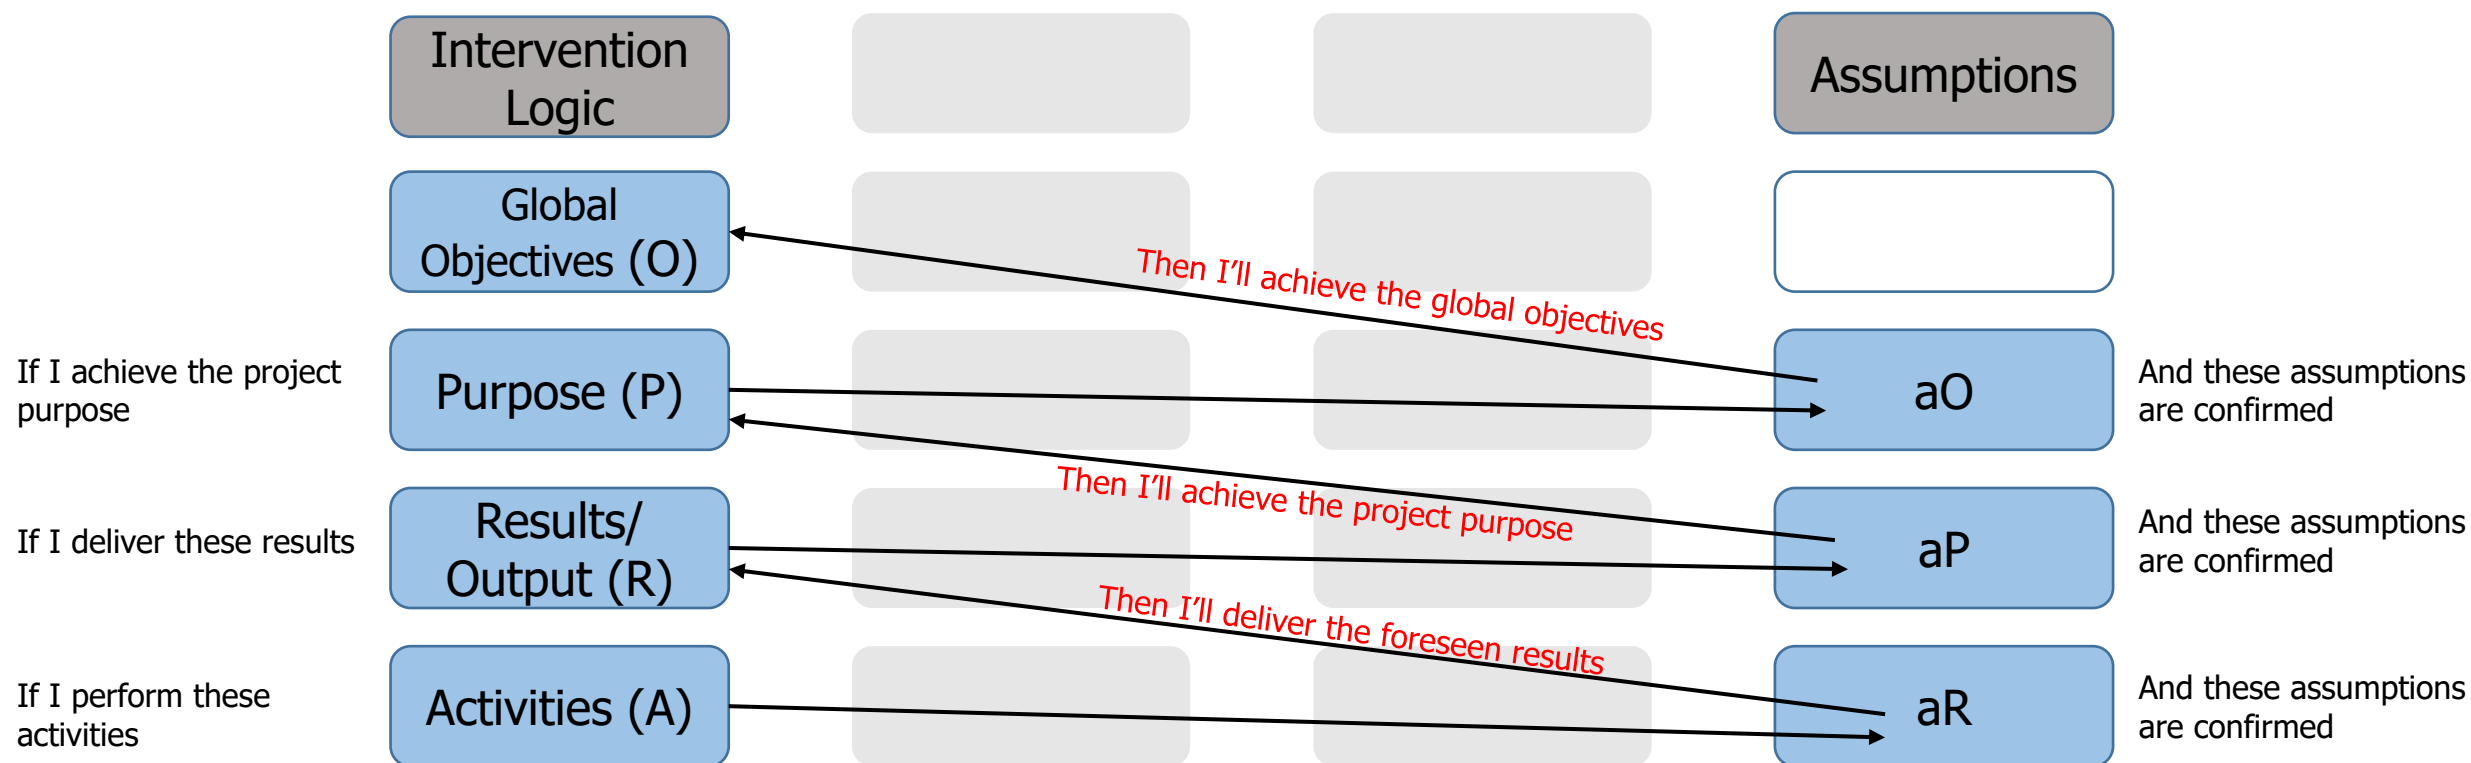 Intervention
Logic
Assumptions
Global
Objectives (O)
Then I’ll achieve the global objectives
If I achieve the project
purpose
Purpose (P)
aO
And these assumptions
are confirmed
Then I’ll achieve the project purpose
If I deliver these results
Results/
Output (R)
aP
And these assumptions
are confirmed
Then I’ll deliver the foreseen results
If I perform these
activities
Activities (A)
aR
And these assumptions
are confirmed